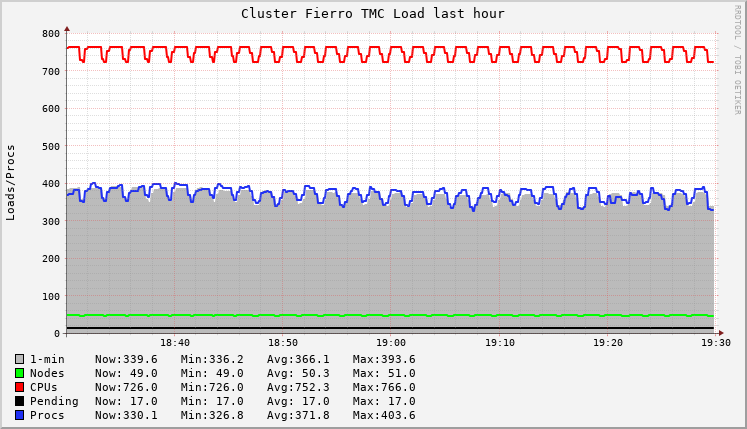 Cluster Fierro TMC Load last hour
RRDTOOL / TOBI OETIKER
Loads/Procs
800
700
600
500
400
300
200
100
0
18:40 18:50 19:00 19:10 19:20 19:30
1-min Now:339.6 Min:336.2 Avg:366.1 Max:393.6
Nodes Now: 49.0 Min: 49.0 Avg: 50.3 Max: 51.0
CPUs Now:726.0 Min:726.0 Avg:752.3 Max:766.0
Pending Now: 17.0 Min: 17.0 Avg: 17.0 Max: 17.0
Procs Now:330.1 Min:326.8 Avg:371.8 Max:403.6